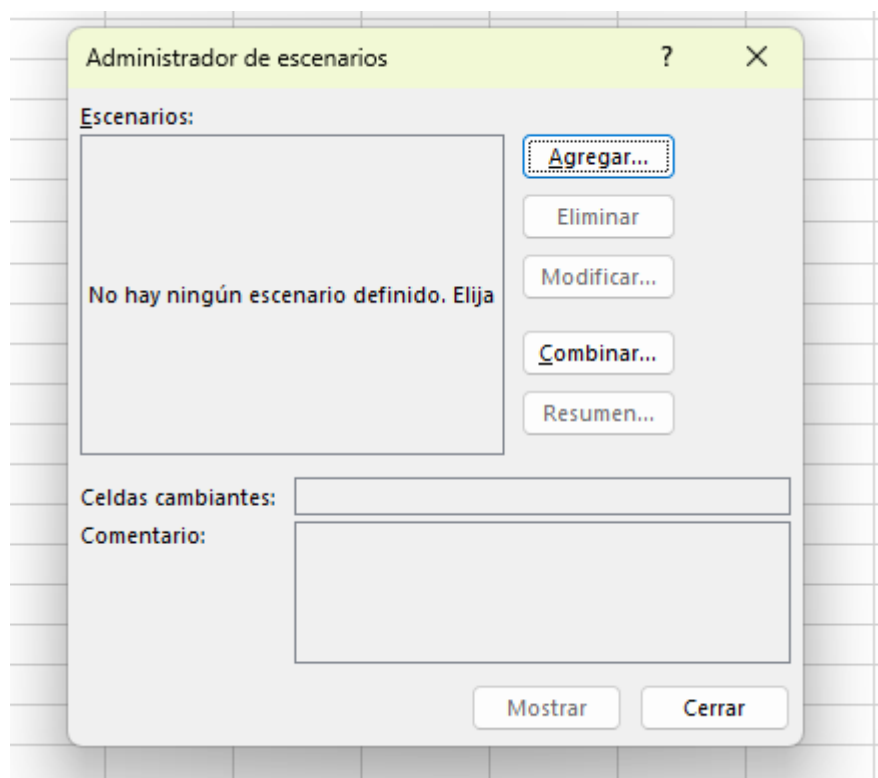 Administrador de escenarios ?
Escenarios:
Agregar...
Eliminar
Modificar...
No hay ningún escenario definido. Elija
Combinar...
Resumen...
Celdas cambiantes:
Comentario:
Mostrar
Cerrar